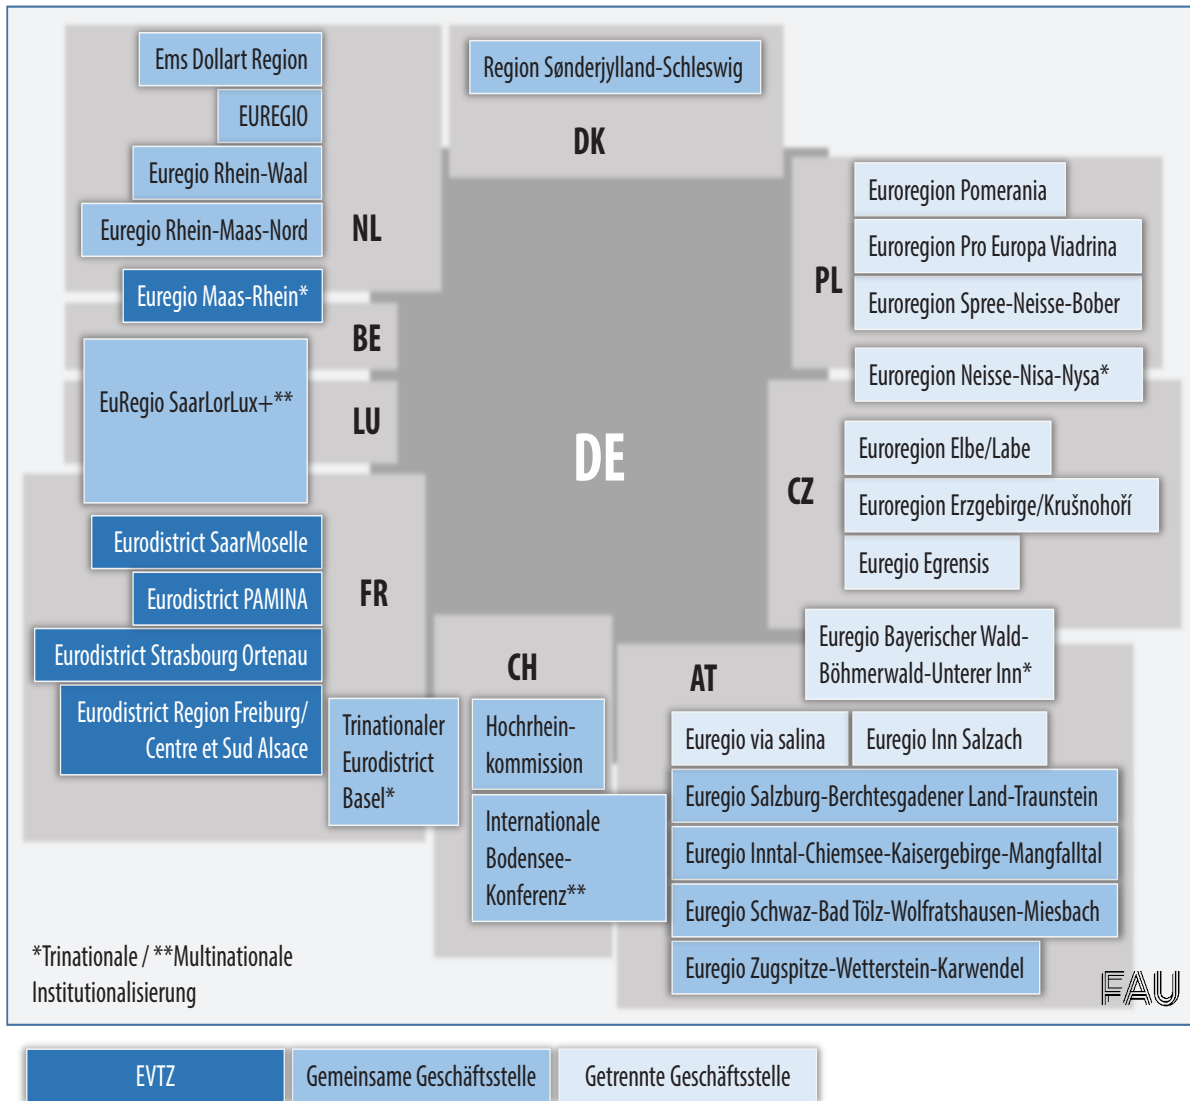 Ems Dollart Region
EUREGIO
Euregio Rhein-Waal
Euregio Rhein-Maas-Nord
NL
Euregio Maas-Rhein*
BE
EuRegio SaarLorLux+**
LU
Eurodistrict SaarMoselle
Eurodistrict PAMINA
Eurodistrict Strasbourg Ortenau
Eurodistrict Region Freiburg/
Centre et Sud Alsace
FR
Region Sønderjylland-Schleswig
DK
DE
Euroregion Pomerania
Euroregion Pro Europa Viadrina
Euroregion Spree-Neisse-Bober
PL
Euroregion Neisse-Nisa-Nysa*
Euroregion Elbe/Labe
Euroregion Erzgebirge/Krušnohoří
Euregio Egrensis
CZ
Euregio Bayerischer Wald-
Böhmerwald-Unterer Inn*
CH
Trinationaler
Eurodistrict
Basel*
Hochrhein-
kommission
Internationale
Bodensee-
Konferenz**
AT
Euregio via salina
Euregio Inn Salzach
Euregio Salzburg-Berchtesgadener Land-Traunstein
Euregio Inntal-Chiemsee-Kaisergebirge-Mangfalltal
Euregio Schwaz-Bad Tölz-Wolfratshausen-Miesbach
Euregio Zugspitze-Wetterstein-Karwendel
*Trinationale / **Multinationale
Institutionalisierung
FAU
EVTZ
Gemeinsame Geschäftsstelle
Getrennte Geschäftsstelle